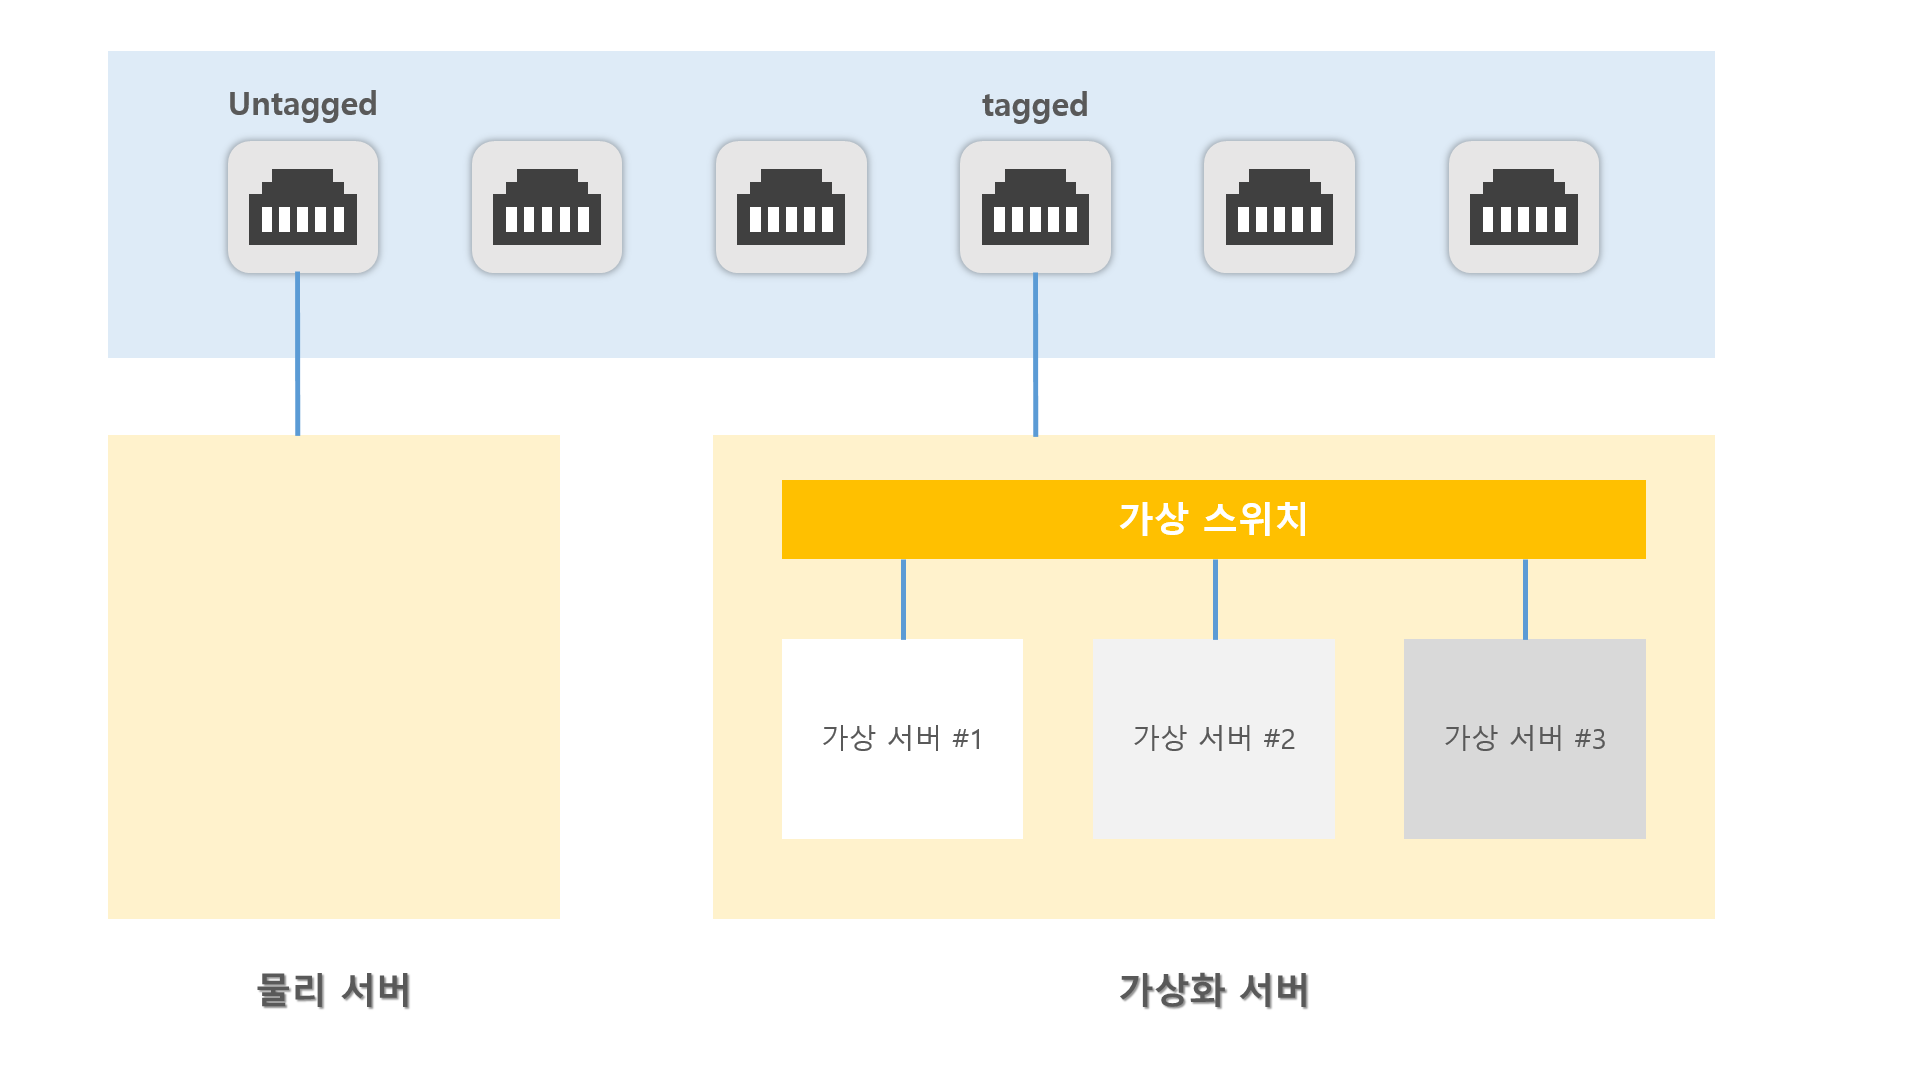 Untagged
tagged
가상 스위치
가상 서버 #1
가상 서버 #2
가상 서버 #3
물리 서버
가상화 서버